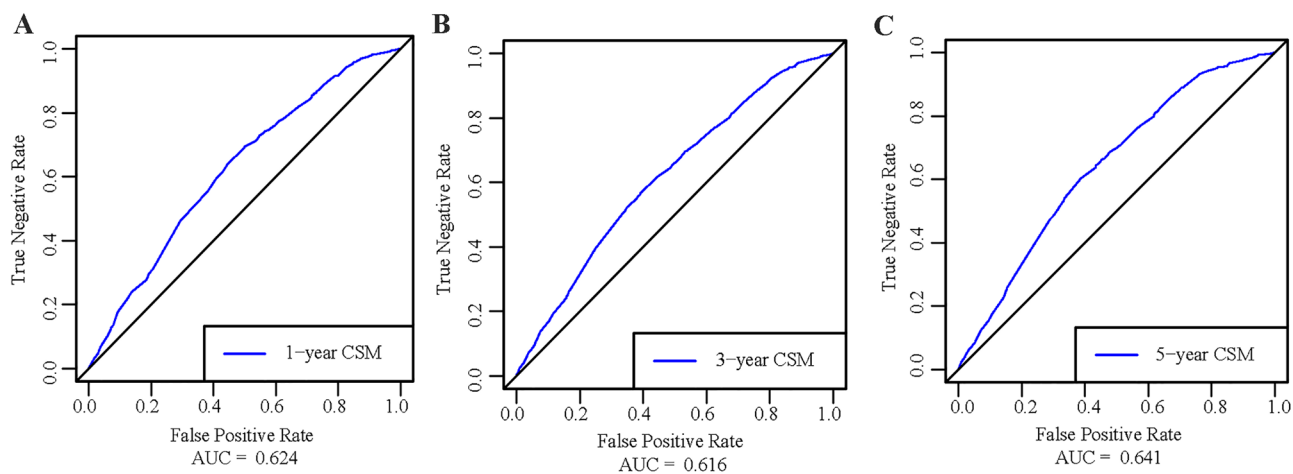 A
True Negative Rate
1.0
0.8
0.6
0.4
0.2
0.0
1-year CSM
0.0 0.2 0.4 0.6 0.8 1.0
False Positive Rate
AUC = 0.624
B
True Negative Rate
1.0
0.8
0.6
0.4
0.2
0.0
3-year CSM
0.0 0.2 0.4 0.6 0.8 1.0
False Positive Rate
AUC = 0.616
C
True Negative Rate
1.0
0.8
0.6
0.4
0.2
0.0
5-year CSM
0.0 0.2 0.4 0.6 0.8 1.0
False Positive Rate
AUC = 0.641